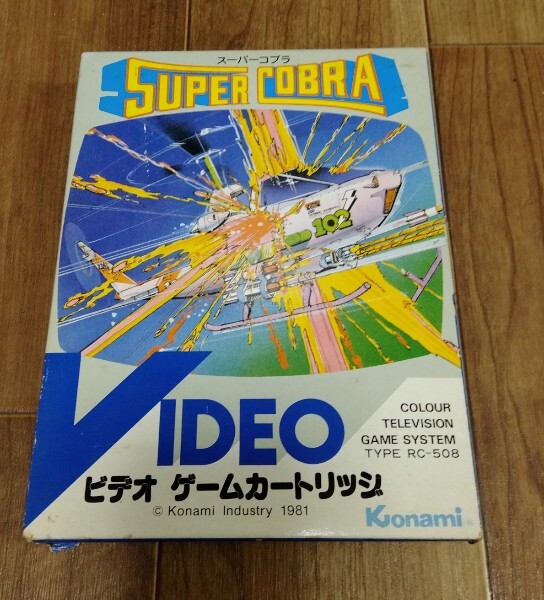 スーパーコブラ
SUPER COBRA
102
VIDEO
COLOUR
TELEVISION
GAME SYSTEM
TYPE RC-508
ビデオ ゲームカートリッジ
© Konami Industry 1981
Konami